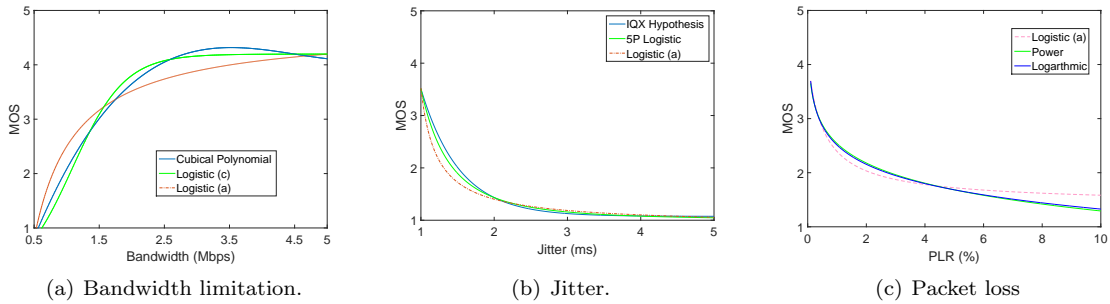 5
4
3
2
1
MOS
0.5
1.5
2.5
3.5
4.5
5
Bandwidth (Mbps)
Cubical Polynomial
Logistic (c)
Logistic (a)
(a) Bandwidth limitation.
5
4
3
2
1
MOS
1
2
3
4
5
Jitter (ms)
IQX Hypothesis
5P Logistic
Logistic (a)
(b) Jitter.
5
4
3
2
1
MOS
0
2
4
6
8
10
PLR (%)
Logistic (a)
Power
Logarthmic
(c) Packet loss